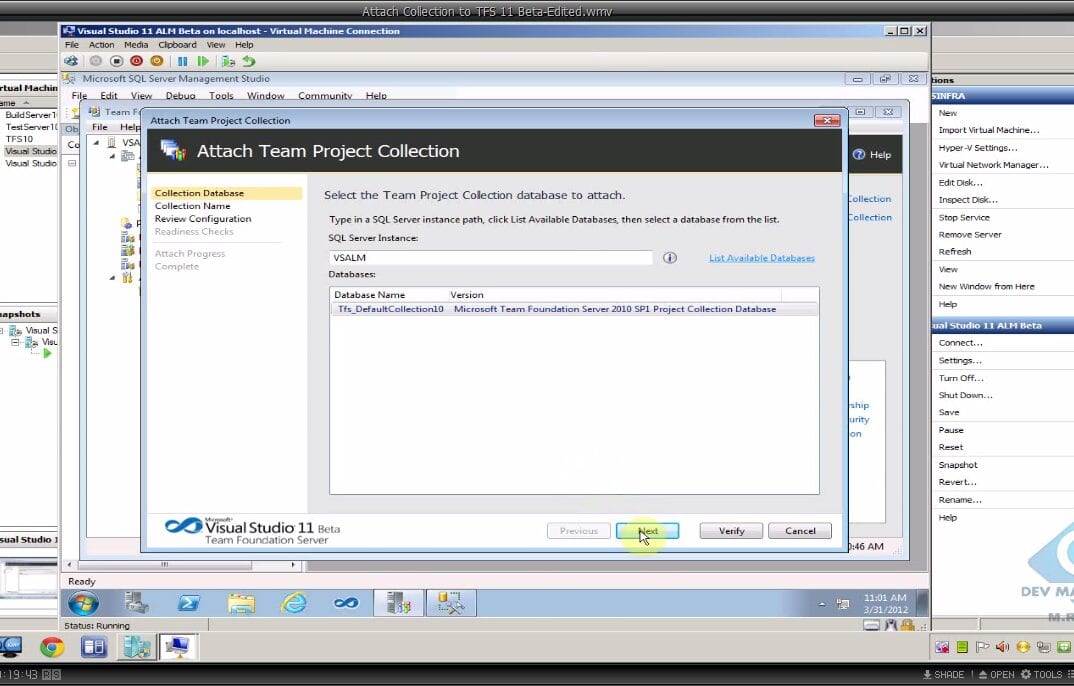 Attach Collection to TFS 11 Beta-Edited.wmv
Visual Studio 11 ALM Beta on localhost - Virtual Machine Connection
File Action Media Clipboard View Help
Microsoft SQL Server Management Studio
File Edit View Debug Tools Window Community Help
Team Fo
File Help
Attach Team Project Collection
Attach Team Project Collection
Help
Collection Database
Collection Name
Review Configuration
Readiness Checks
Attach Progress
Complete
Select the Team Project Collection database to attach.
Type in a SQL Server instance path, click List Available Databases, then select a database from the list.
SQL Server Instance:
VSALM
List Available Databases
Databases:
Database Name Version
Tfs_DefaultCollection10 Microsoft Team Foundation Server 2010 SP1 Project Collection Database
Microsoft
Visual Studio 11 Beta
Team Foundation Server
Previous Next Verify Cancel
Collection
Collection
ship
urity
on
0:46 AM
Ready
11:01 AM
3/31/2012
Status: Running
rtual Machin
ame
BuildServer1
TestServer10
TFS10
Visual Studio
Visual Studio
napshots
Visual S
Visu
sual Studio 1
tions
SINFRA
New
Import Virtual Machine...
Hyper-V Settings...
Virtual Network Manager...
Edit Disk...
Inspect Disk...
Stop Service
Remove Server
Refresh
View
New Window from Here
Help
ual Studio 11 ALM Beta
Connect...
Settings...
Turn Off...
Shut Down...
Save
Pause
Reset
Snapshot
Revert...
Rename...
Help
DEV MA
M.R
:19:43
SHADE OPEN TOOLS